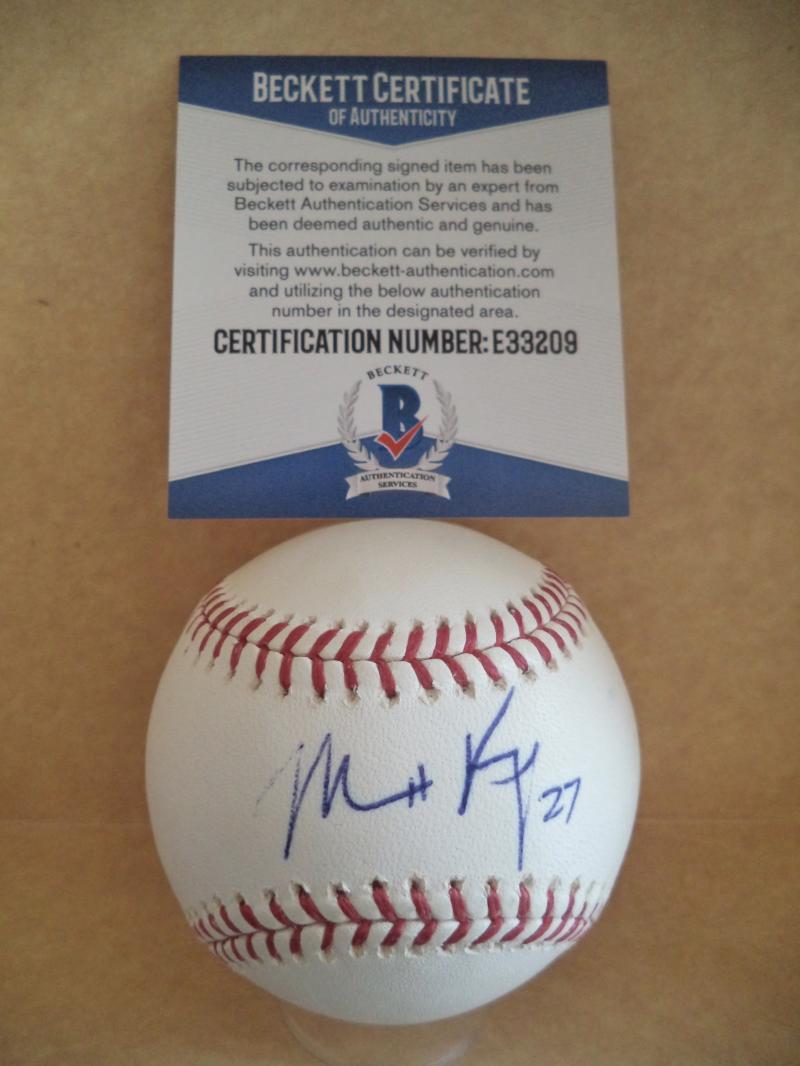 BECKETT CERTIFICATE
OF AUTHENTICITY
The corresponding signed item has been
subjected to examination by an expert from
Beckett Authentication Services and has
been deemed authentic and genuine.
This authentication can be verified by
visiting www.beckett-authentication.com
and utilizing the below authentication
number in the designated area.
CERTIFICATION NUMBER: E33209
BECKETT
B
AUTHENTICATION
SERVICES
27